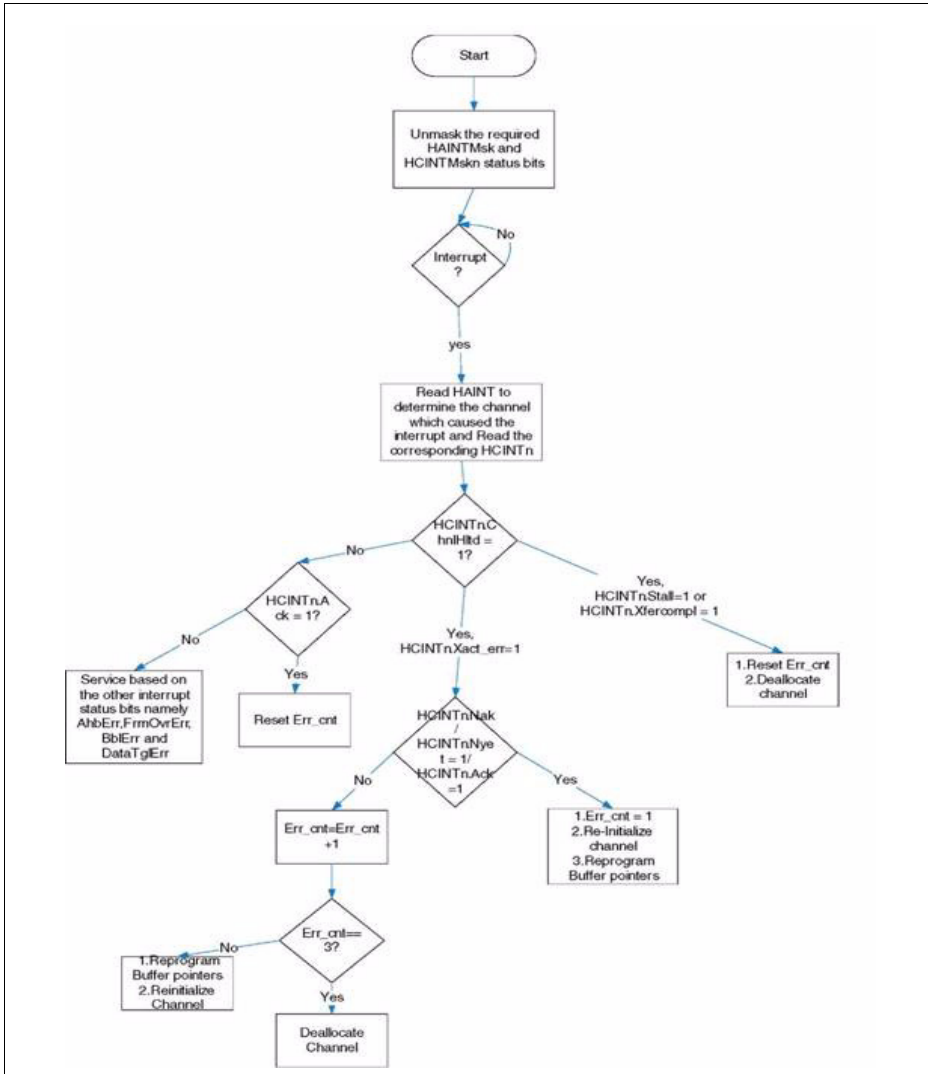 Start
Unmask the required
HAINTMsk and
HCINTMskn status bits
No
Interrupt
?
yes
Read HAINT to
determine the channel
which caused the
interrupt and Read the
corresponding HCINTn
HCINTn.C
hnlHltd =
1?
No
Yes,
HCINTn.Stall=1 or
HCINTn.Xfercompl = 1
HCINTn.A
ck = 1?
Yes,
HCINTn.Xact_err=1
No
Yes
1.Reset Err_cnt
2.Deallocate
channel
Service based on
the other interrupt
status bits namely
AhbErr,FrmOvrErr,
BblErr and
DataTglErr
Reset Err_cnt
HCINTn.Nak
/
HCINTn.Nye
t = 1/
HCINTn.Ack
=1
No
Yes
Err_cnt=Err_cnt
+1
1.Err_cnt = 1
2.Re-Initialize
channel
3.Reprogram
Buffer pointers
Err_cnt==
3?
No
1.Reprogram
Buffer pointers
2.Reinitialize
Channel
Yes
Deallocate
Channel